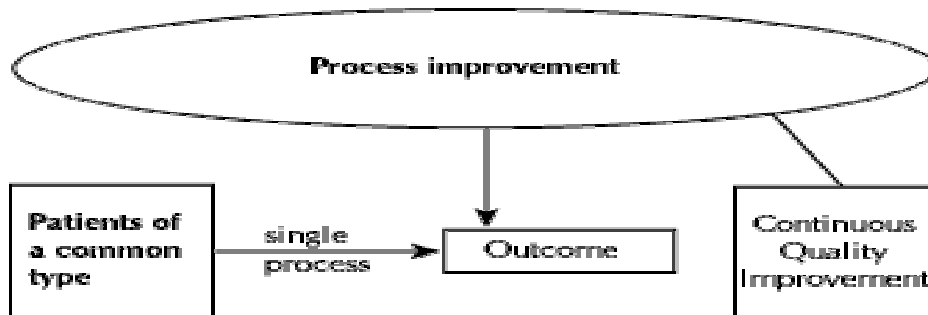 Process improvement
Patients of
a common
type
single
process
Outcome
Continuous
Quality
Improvement